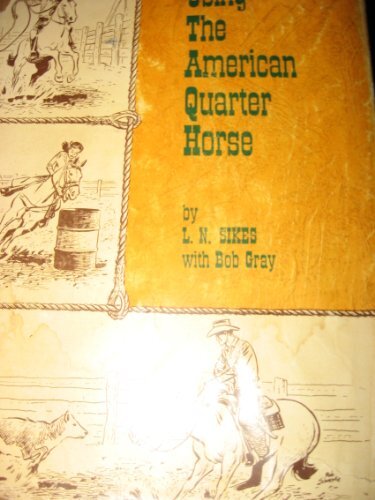 Using
The
American
Quarter
Horse
by
L. N. SIKES
with Bob Gray